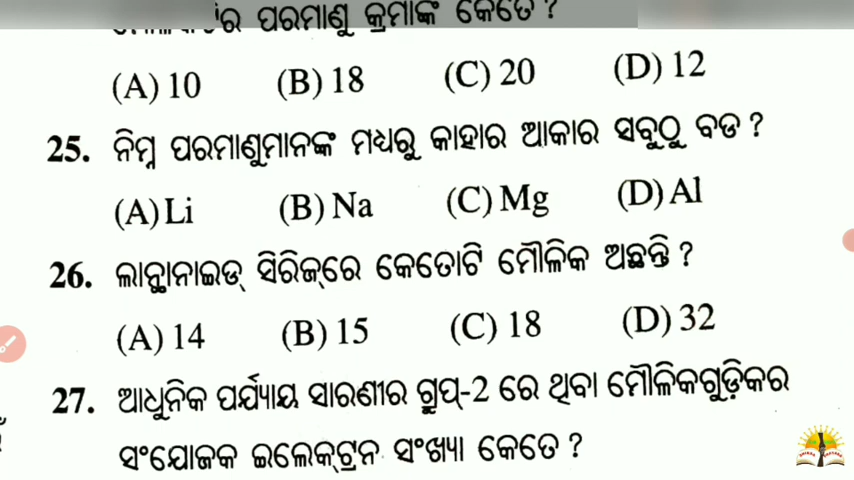 ର ପରମାଣୁ କ୍ରମାଙ୍କ କେତେ ?
(A) 10 (B) 18 (C) 20 (D) 12
25. ନିମ୍ନ ପରମାଣୁମାନଙ୍କ ମଧ୍ୟରୁ କାହାର ଆକାର ସବୁଠୁ ବଡ ?
(A) Li (B) Na (C) Mg (D) Al
26. ଲାନ୍ଥାନାଇଡ୍ ସିରିଜ୍‌ରେ କେତୋଟି ମୌଳିକ ଅଛନ୍ତି ?
(A) 14 (B) 15 (C) 18 (D) 32
27. ଆଧୁନିକ ପର୍ଯ୍ୟାୟ ସାରଣୀର ଗ୍ରୁପ୍-2 ରେ ଥିବା ମୌଳିକଗୁଡ଼ିକର
ସଂଯୋଜକ ଇଲେକ୍‌ଟ୍ରନ ସଂଖ୍ୟା କେତେ ?